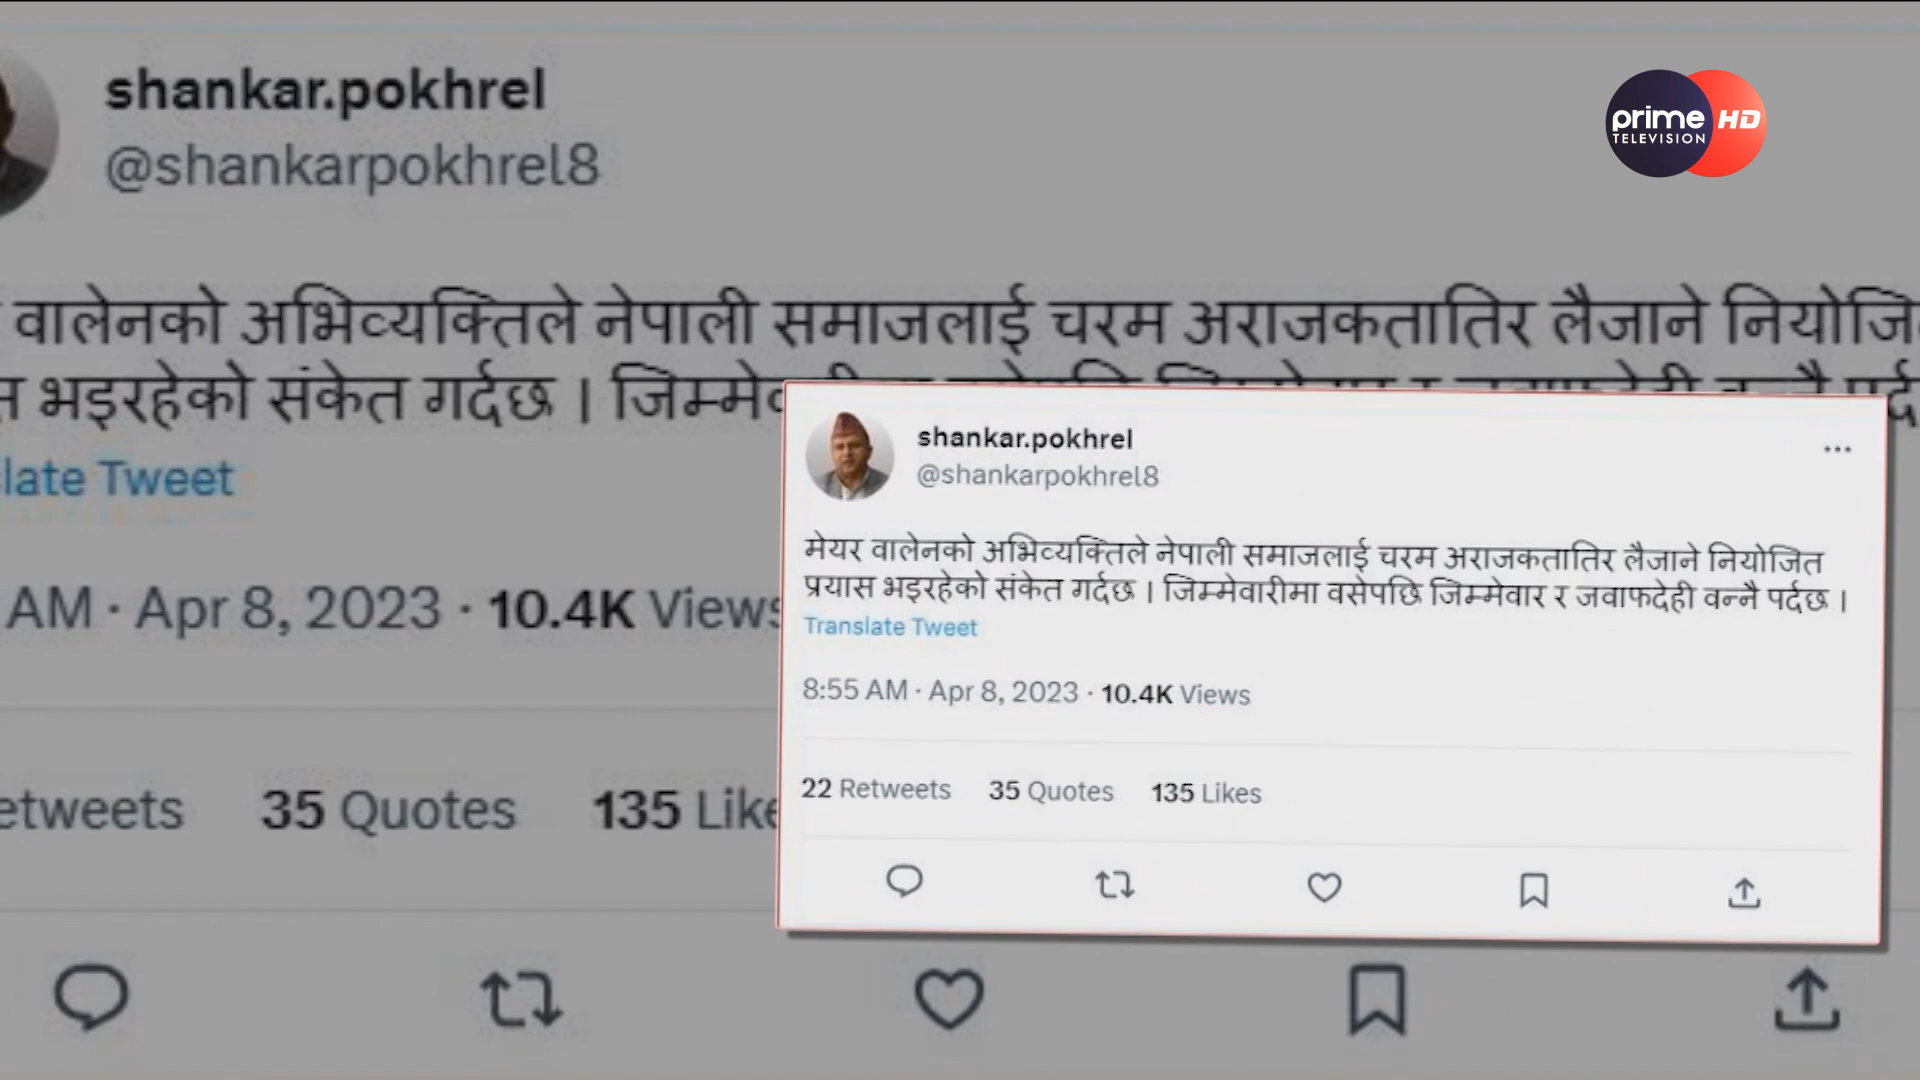 shankar.pokhrel
@shankarpokhrel8
prime HD
TELEVISION
वालेनको अभिव्यक्तिले नेपाली समाजलाई चरम अराजकतातिर लैजाने नियोजि
स भइरहेको संकेत गर्दछ । जिम्मे
late Tweet
AM · Apr 8, 2023 · 10.4K Views
etweets 35 Quotes 135 Like
shankar.pokhrel
@shankarpokhrel8
मेयर वालेनको अभिव्यक्तिले नेपाली समाजलाई चरम अराजकतातिर लैजाने नियोजित
प्रयास भइरहेको संकेत गर्दछ । जिम्मेवारीमा वसेपछि जिम्मेवार र जवाफदेही वन्नै पर्दछ ।
Translate Tweet
8:55 AM · Apr 8, 2023 · 10.4K Views
22 Retweets 35 Quotes 135 Likes